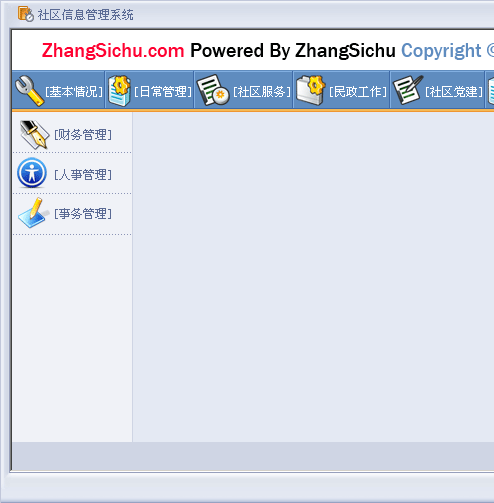 社区信息管理系统
ZhangSichu.com Powered By ZhangSichu Copyright ©
[基本情况] [日常管理] [社区服务] [民政工作] [社区党建]
[财务管理]
[人事管理]
[事务管理]